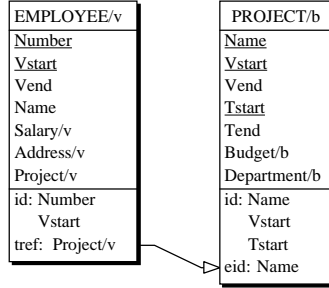 EMPLOYEE/v
Number
Vstart
Vend
Name
Salary/v
Address/v
Project/v
id: Number
Vstart
tref: Project/v
PROJECT/b
Name
Vstart
Vend
Tstart
Tend
Budget/b
Department/b
id: Name
Vstart
Tstart
eid: Name